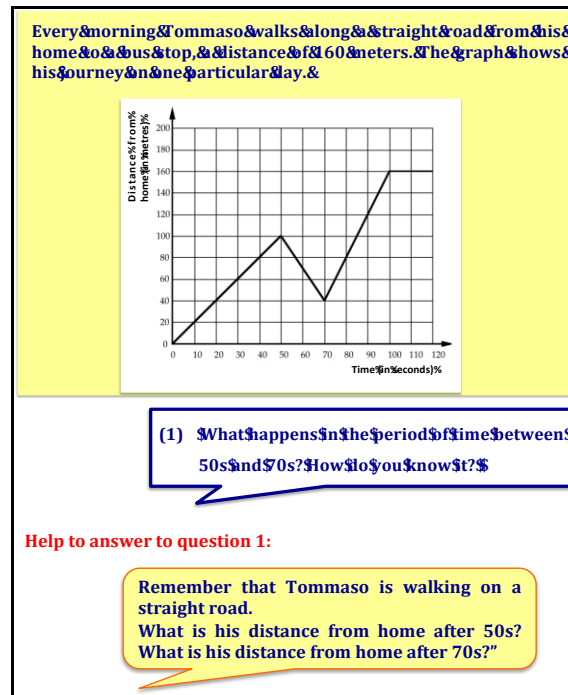 Every&morning&Tommaso&walks&along&a&straight&road&from&his&
home&to&a&bus&stop,&a&distance&of&160&meters.&The&graph&shows&
his&journey&on&one&particular&day.&
Distance%from%
home%(in%metres)%
200
180
160
140
120
100
80
60
40
20
0
0 10 20 30 40 50 60 70 80 90 100 110 120
Time%(in%seconds)%
(1) $What$happens$in$the$period$of$time$between$
50s$and$70s?$How$do$you$know$it?$$
Help to answer to question 1:
Remember that Tommaso is walking on a
straight road.
What is his distance from home after 50s?
What is his distance from home after 70s?”